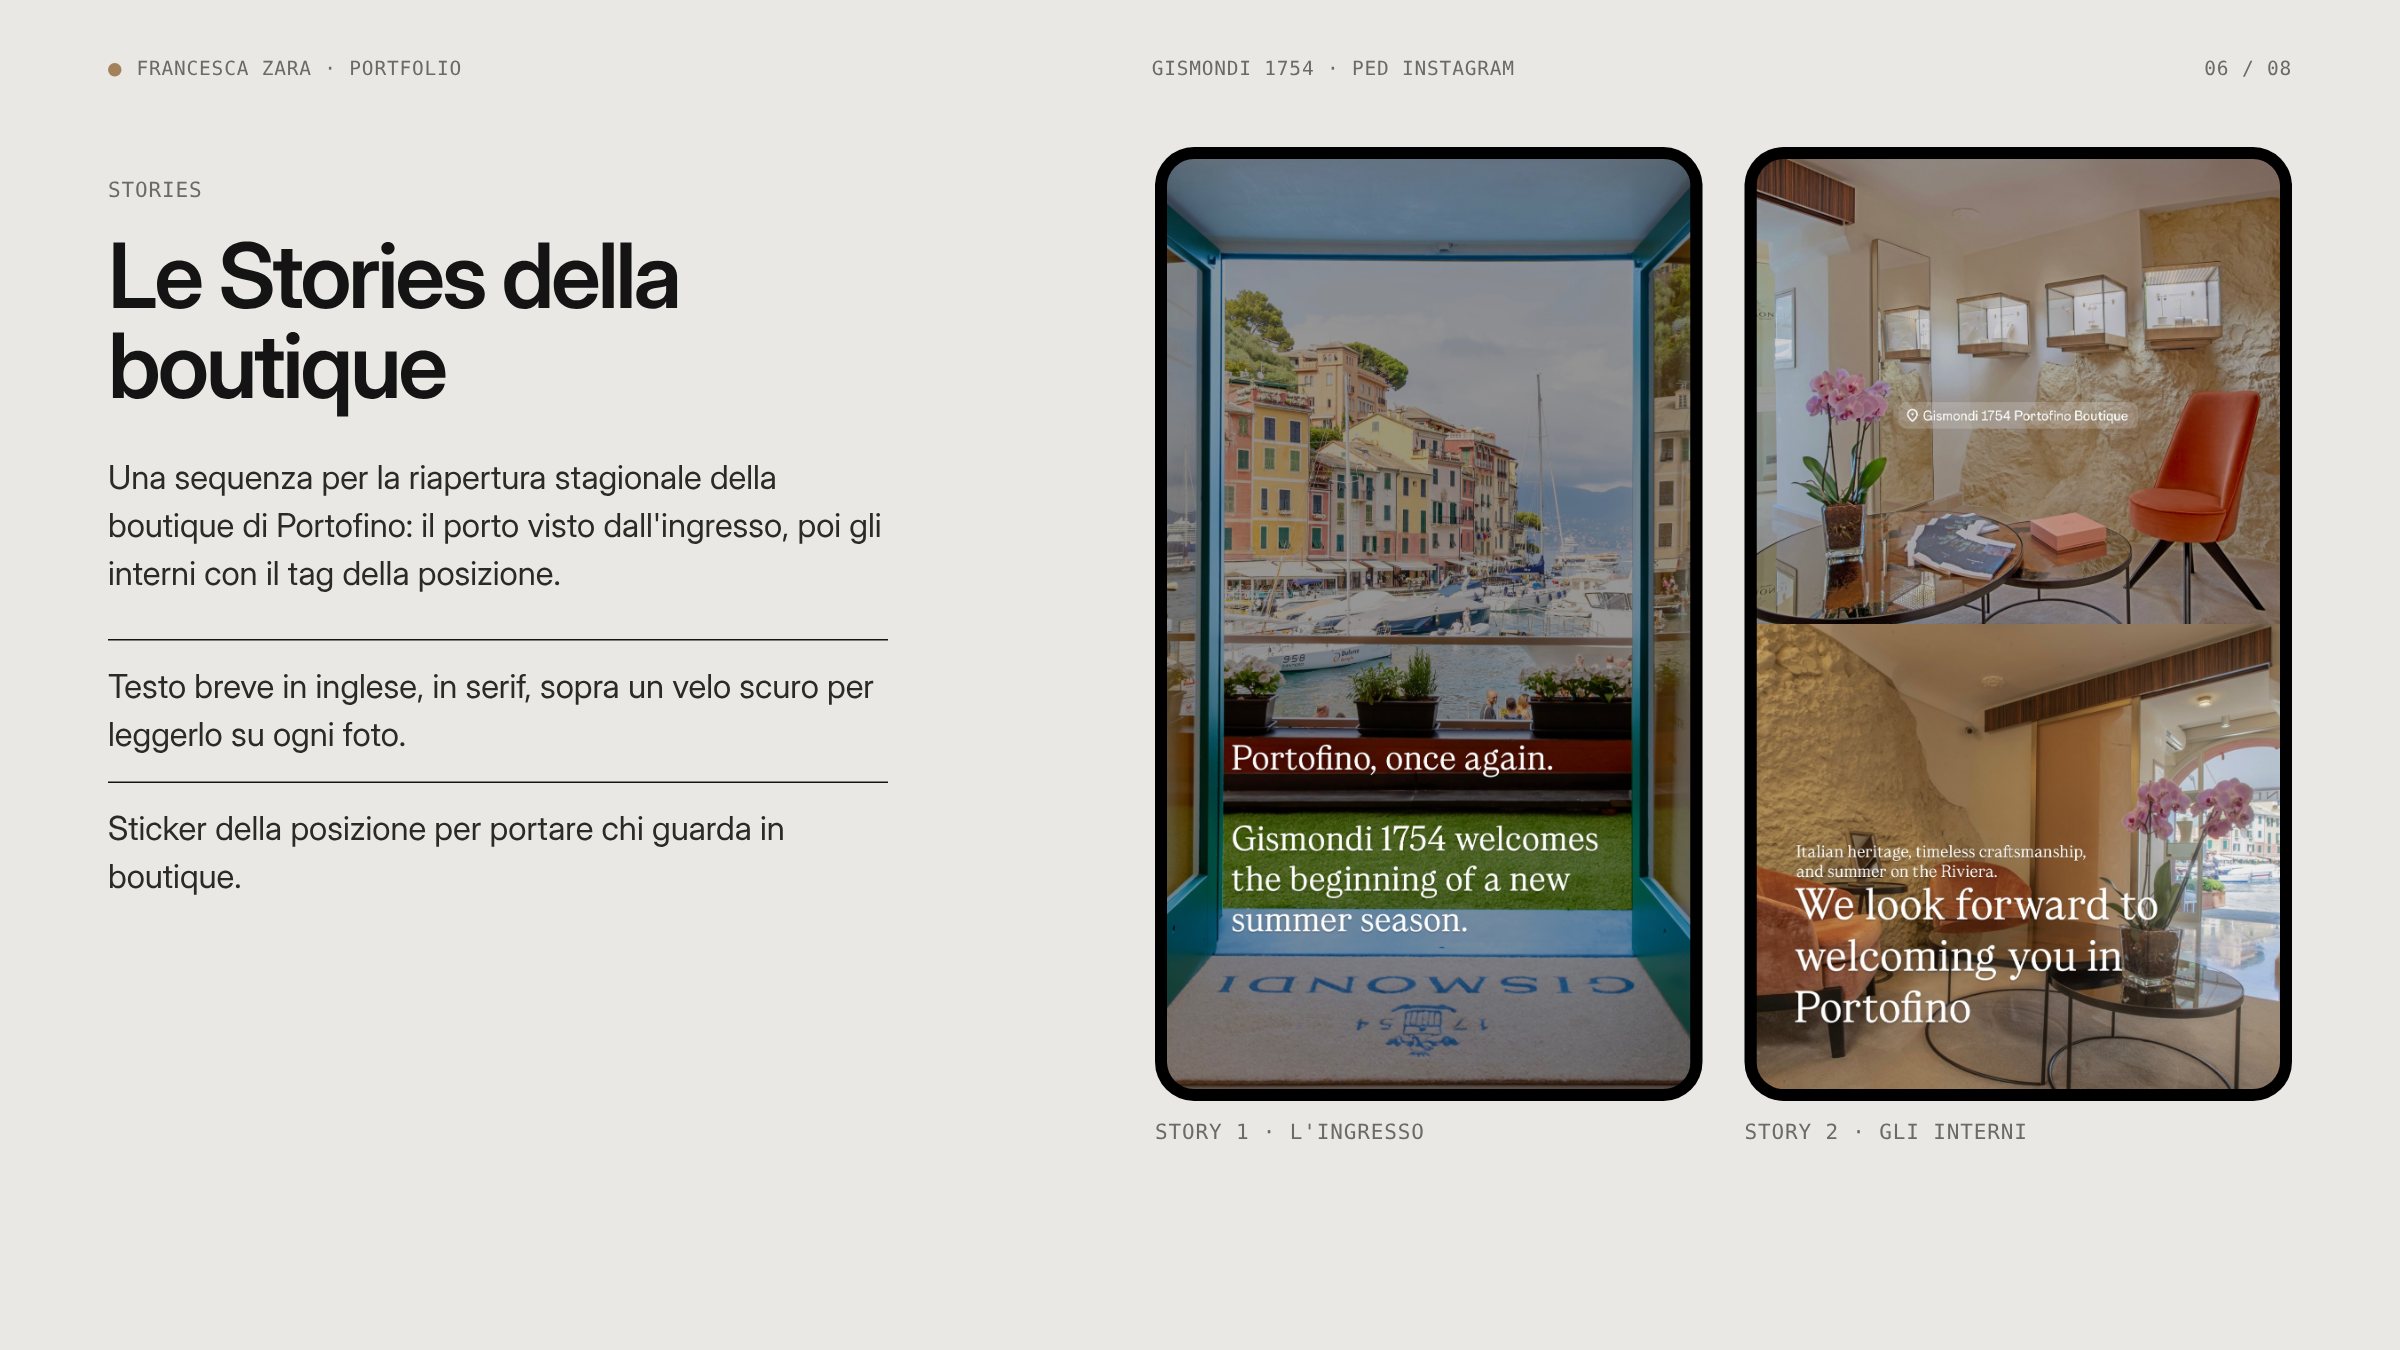 FRANCESCA ZARA · PORTFOLIO
GISMONDI 1754 · PED INSTAGRAM
06 / 08
STORIES
Le Stories della
boutique
Una sequenza per la riapertura stagionale della
boutique di Portofino: il porto visto dall'ingresso, poi gli
interni con il tag della posizione.
Testo breve in inglese, in serif, sopra un velo scuro per
leggerlo su ogni foto.
Sticker della posizione per portare chi guarda in
boutique.
958
Portofino, once again.
Gismondi 1754 welcomes
the beginning of a new
summer season.
GISMONDI
1754
STORY 1 · L'INGRESSO
Gismondi 1754 Portofino Boutique
Italian heritage, timeless craftsmanship,
and summer on the Riviera.
We look forward to
welcoming you in
Portofino
STORY 2 · GLI INTERNI